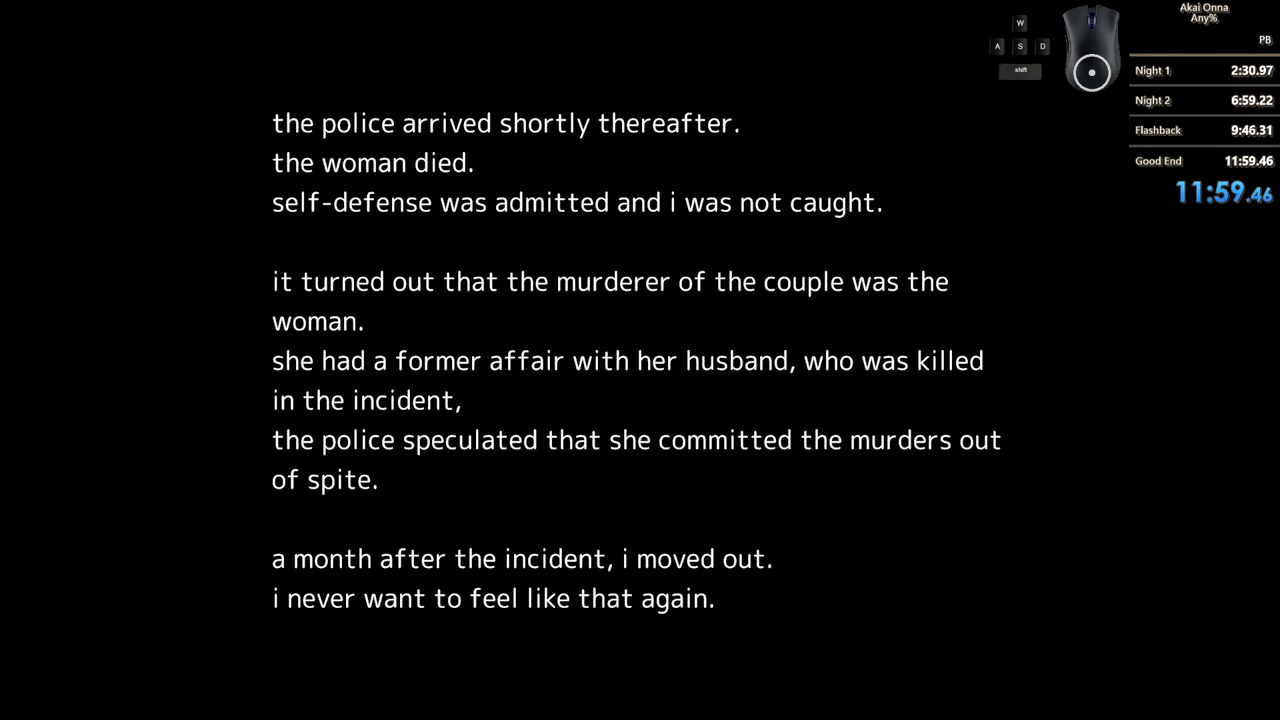 Akai Onna
Any%
PB
Night 1 2:30.97
Night 2 6:59.22
Flashback 9:46.31
Good End 11:59.46
11:59.46
W
A S D
shift
the police arrived shortly thereafter.
the woman died.
self-defense was admitted and i was not caught.
it turned out that the murderer of the couple was the
woman.
she had a former affair with her husband, who was killed
in the incident,
the police speculated that she committed the murders out
of spite.
a month after the incident, i moved out.
i never want to feel like that again.